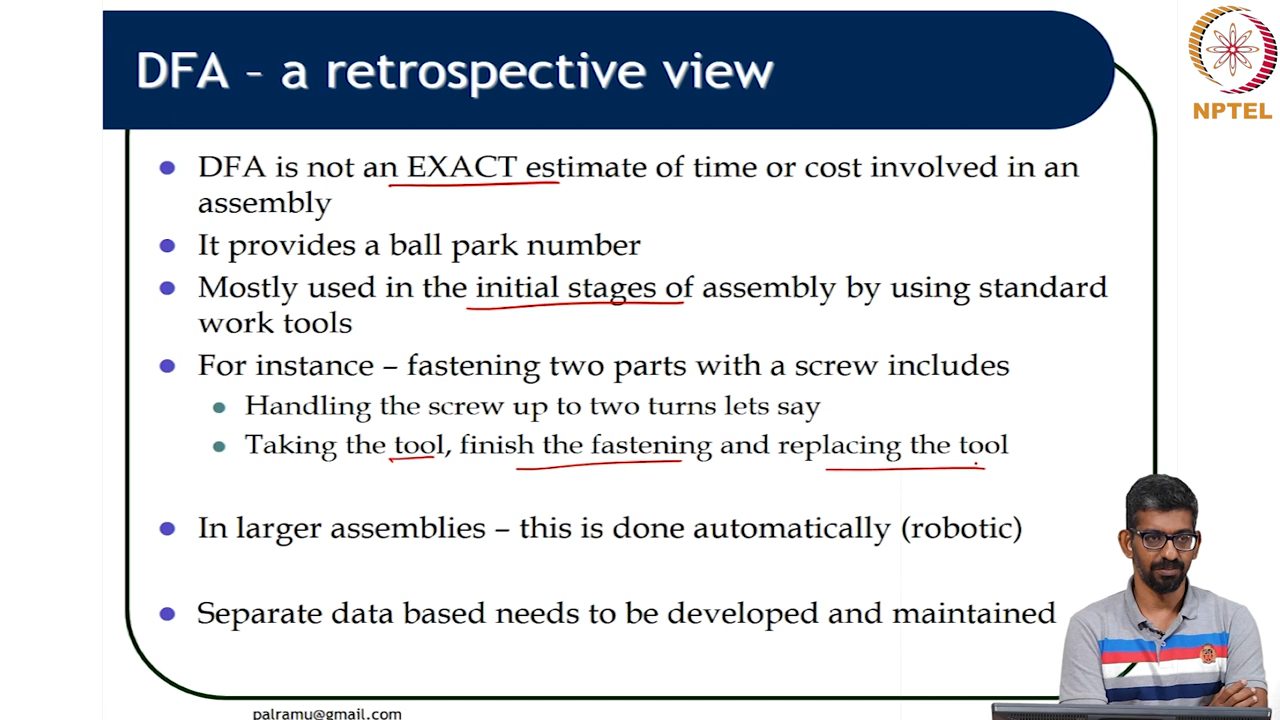 DFA – a retrospective view
NPTEL
DFA is not an EXACT estimate of time or cost involved in an
assembly
It provides a ball park number
Mostly used in the initial stages of assembly by using standard
work tools
For instance – fastening two parts with a screw includes
Handling the screw up to two turns lets say
Taking the tool, finish the fastening and replacing the tool
In larger assemblies – this is done automatically (robotic)
Separate data based needs to be developed and maintained
palramu@gmail.com